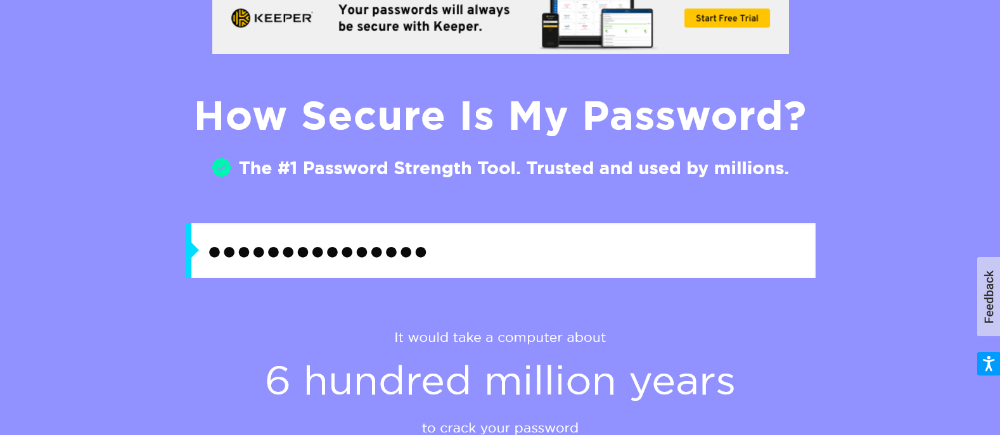 KEEPER
Your passwords will always
be secure with Keeper.
Start Free Trial
How Secure Is My Password?
The #1 Password Strength Tool. Trusted and used by millions.
●●●●●●●●●●●●●●●
It would take a computer about
6 hundred million years
to crack your password
Feedback